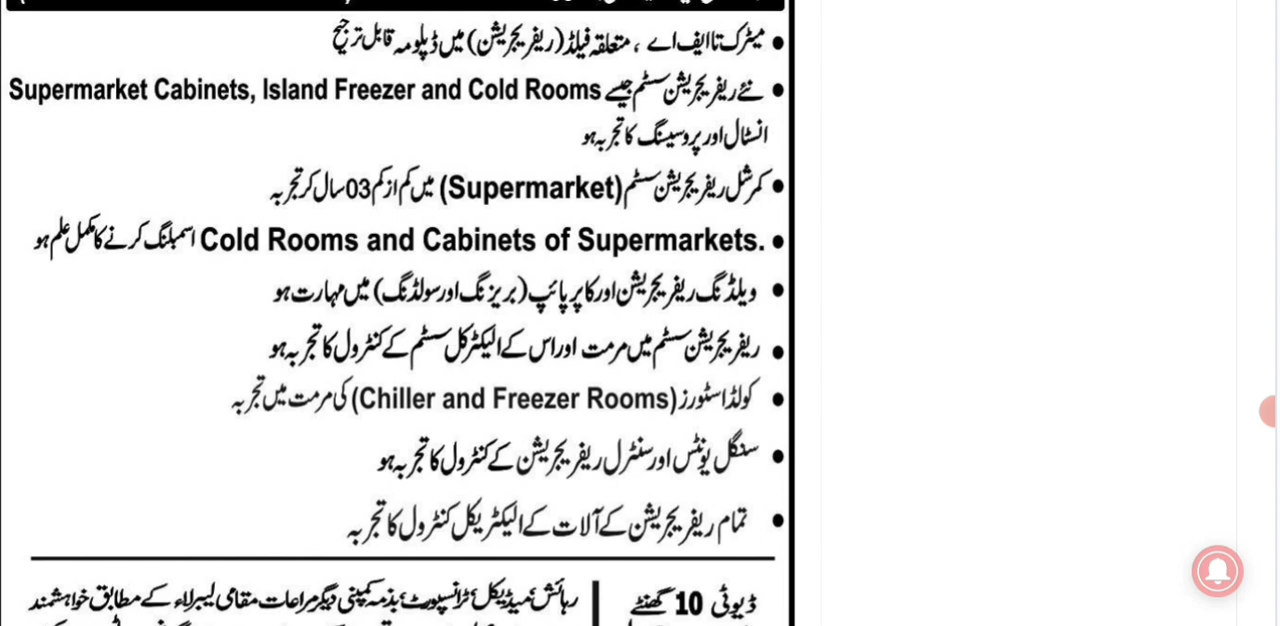 میٹرک تا ایف اے ، متعلقہ فیلڈ (ریفریجریشن) میں ڈپلومہ قابل ترجیح
نئے ریفریجریشن سسٹم جیسے Supermarket Cabinets, Island Freezer and Cold Rooms
انسٹال اور پروسیسنگ کا تجربہ ہو
کمرشل ریفریجریشن سسٹم (Supermarket) میں کم از کم 03 سال کر تجربہ
Cold Rooms and Cabinets of Supermarkets. اسمبلنگ کرنے کا مکمل علم ہو
ویلڈنگ ریفریجریشن اور کاپر پائپ (بریزنگ اور سولڈنگ) میں مہارت ہو
ریفریجریشن سسٹم میں مرمت اور اس کے الیکٹرکل سسٹم کے کنٹرول کا تجربہ ہو
کولڈ اسٹورز (Chiller and Freezer Rooms) کی مرمت میں تجربہ
سنگل یونٹس اور سنٹرل ریفریجریشن کے کنٹرول کا تجربہ ہو
تمام ریفریجریشن کے آلات کے الیکٹریکل کنٹرول کا تجربہ
ڈیوٹی 10 گھنٹے
رہائش، میڈیکل، ٹرانسپورٹ، بذمہ کمپنی دیگر مراعات مقامی لیبر لاء کے مطابق خواہشمند